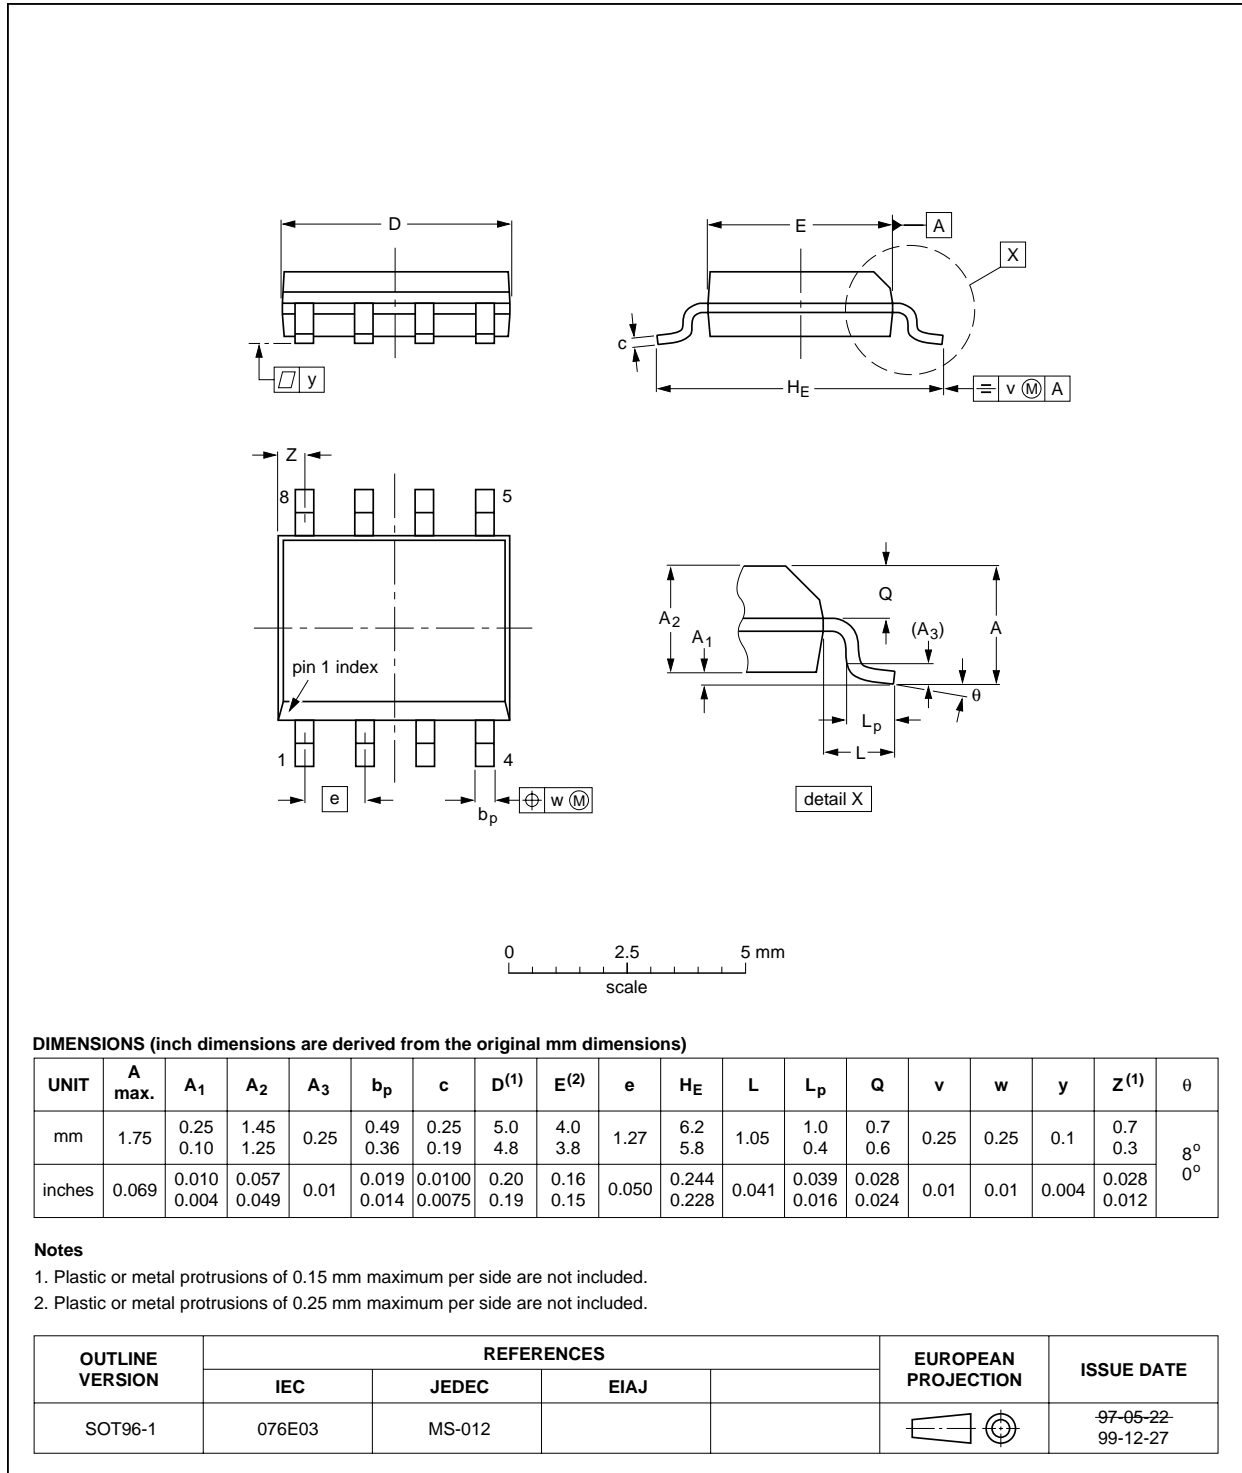 D
E
A
X
c
y
HE
v M A
Z
8
5
pin 1 index
1
4
e
bp
w M
Q
A2
A1
(A3)
A
θ
Lp
L
detail X
0 2.5 5 mm
scale
DIMENSIONS (inch dimensions are derived from the original mm dimensions)
UNIT A max. A1 A2 A3 bp c D(1) E(2) e HE L Lp Q v w y Z(1) θ
mm 1.75 0.25 0.10 1.45 1.25 0.25 0.49 0.36 0.25 0.19 5.0 4.8 4.0 3.8 1.27 6.2 5.8 1.05 1.0 0.4 0.7 0.6 0.25 0.25 0.1 0.7 0.3 8o 0o
inches 0.069 0.010 0.004 0.057 0.049 0.01 0.019 0.014 0.0100 0.0075 0.20 0.19 0.16 0.15 0.050 0.244 0.228 0.041 0.039 0.016 0.028 0.024 0.01 0.01 0.004 0.028 0.012
Notes
1. Plastic or metal protrusions of 0.15 mm maximum per side are not included.
2. Plastic or metal protrusions of 0.25 mm maximum per side are not included.
OUTLINE VERSION REFERENCES EUROPEAN PROJECTION ISSUE DATE
IEC JEDEC EIAJ
SOT96-1 076E03 MS-012 97-05-22
99-12-27